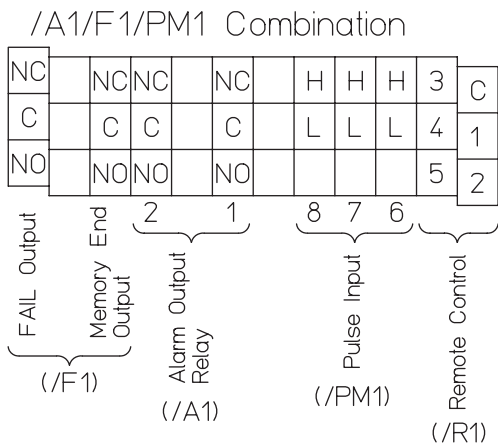 /A1/F1/PM1 Combination
NC NC NC NC H H H 3 C
C C C C L L L 4 1
NO NO NO NO 5 2
2 1 8 7 6
FAIL Output
Memory End
Output
Alarm Output
Relay
Pulse Input
Remote Control
(/F1)
(/A1)
(/PM1)
(/R1)